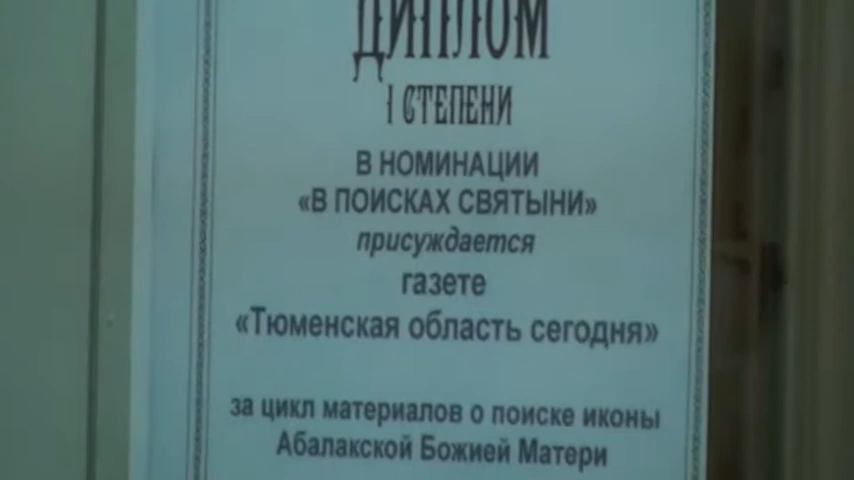 ДИПЛОМ
I СТЕПЕНИ
В НОМИНАЦИИ
«В ПОИСКАХ СВЯТЫНИ»
присуждается
газете
«Тюменская область сегодня»
за цикл материалов о поиске иконы
Абалакской Божией Матери